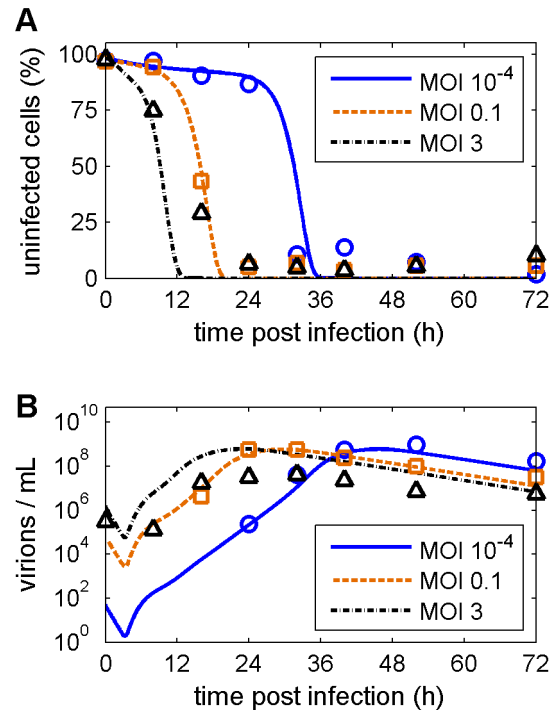 A
uninfected cells (%)
100
75
50
25
0
MOI 10⁻⁴
MOI 0.1
MOI 3
0 12 24 36 48 60 72
time post infection (h)
B
virions / mL
10¹⁰
10⁸
10⁶
10⁴
10²
10⁰
MOI 10⁻⁴
MOI 0.1
MOI 3
0 12 24 36 48 60 72
time post infection (h)